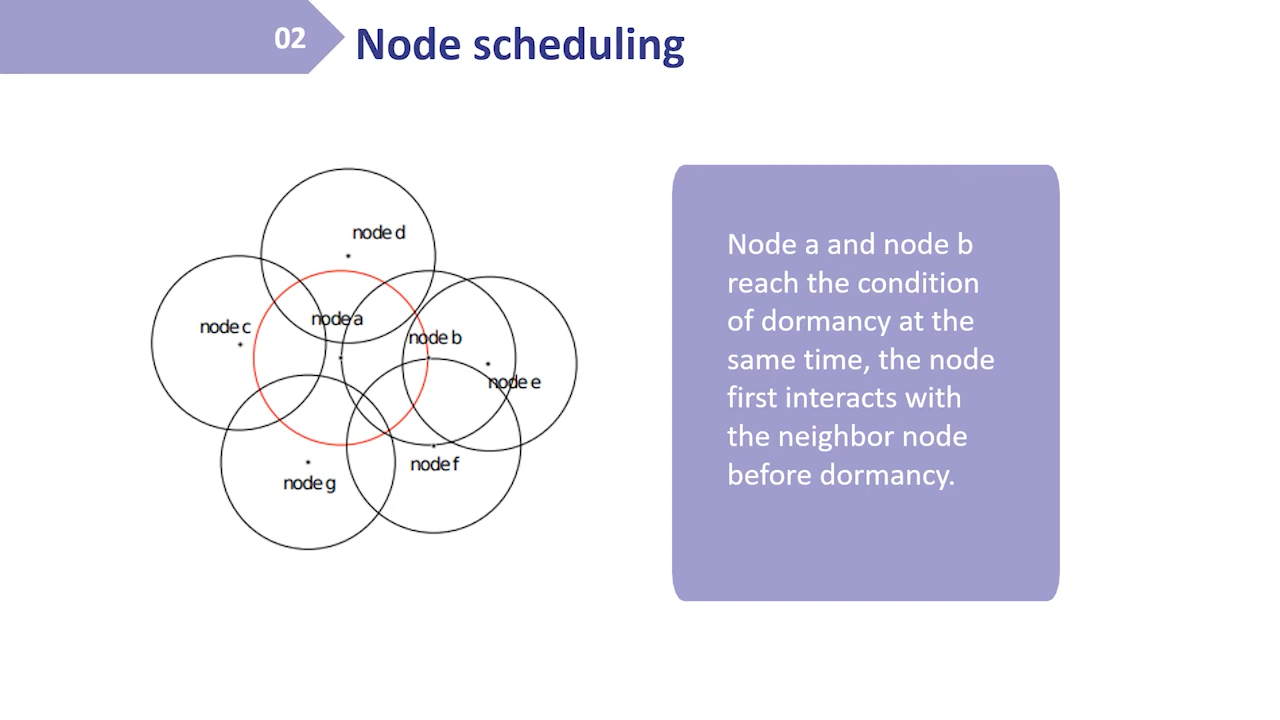 02
Node scheduling
node d
node a
node c
node b
node e
node f
node g
Node a and node b
reach the condition
of dormancy at the
same time, the node
first interacts with
the neighbor node
before dormancy.